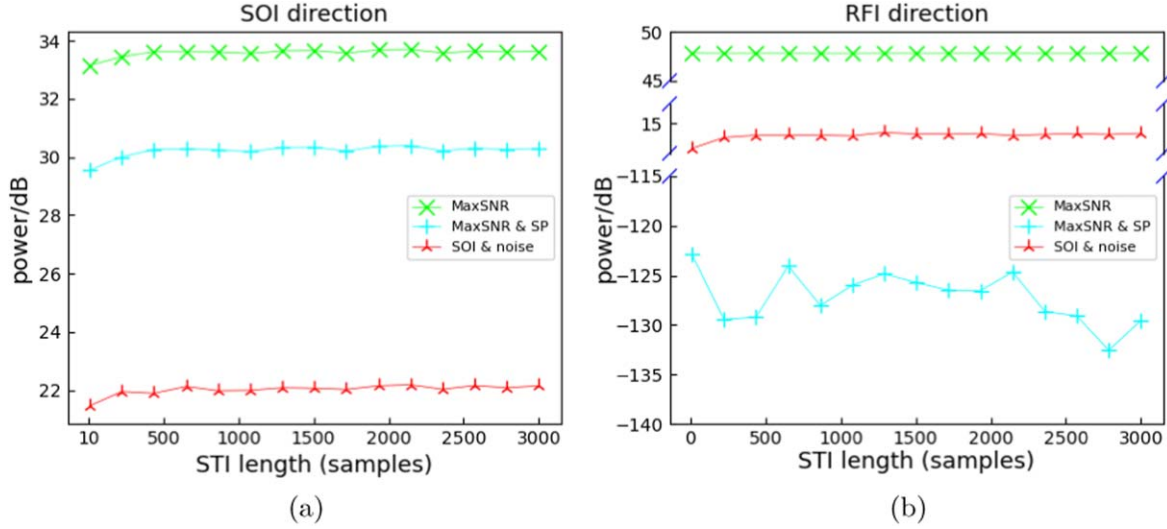 SOI direction
34
32
30
28
26
24
22
power/dB
MaxSNR
MaxSNR & SP
SOI & noise
10 500 1000 1500 2000 2500 3000
STI length (samples)
(a)
RFI direction
50
45
15
−115
−120
−125
−130
−135
−140
power/dB
MaxSNR
MaxSNR & SP
SOI & noise
0 500 1000 1500 2000 2500 3000
STI length (samples)
(b)